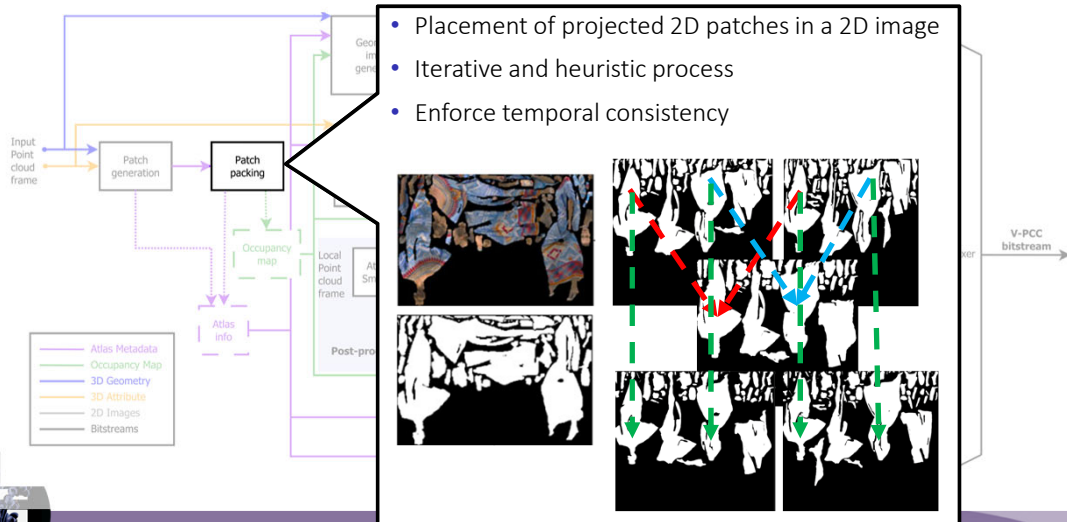 • Placement of projected 2D patches in a 2D image
• Iterative and heuristic process
• Enforce temporal consistency
Input
Point
cloud
frame
Patch
generation
Patch
packing
Occupancy
map
Local
Point
cloud
frame
Atlas
info
Post-pro
V-PCC
bitstream
Atlas Metadata
Occupancy Map
3D Geometry
2D Images
Bitstreams